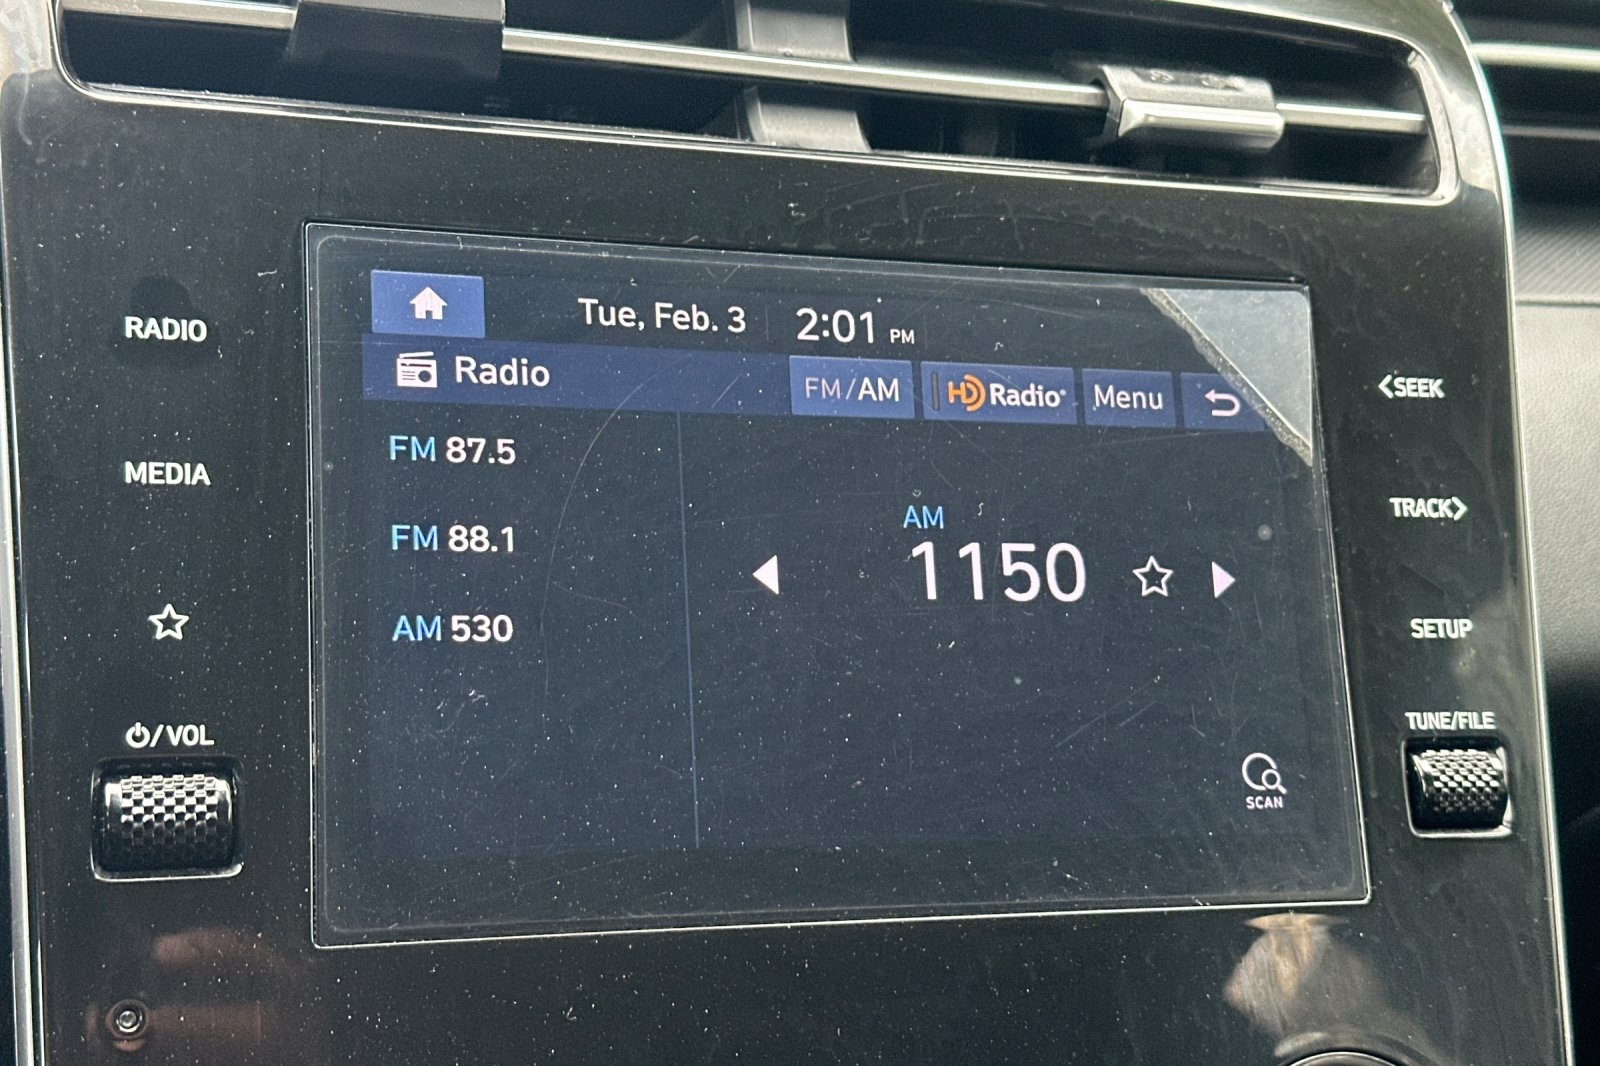 Tue, Feb. 3 2:01 PM
Radio FM/AM HD Radio® Menu
FM 87.5
FM 88.1
AM 530
AM
1150
SCAN
RADIO
MEDIA
/VOL
<SEEK
TRACK>
SETUP
TUNE/FILE